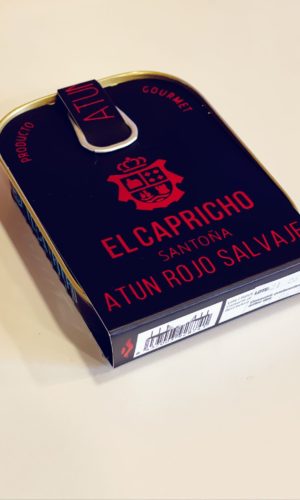 PRODUCTO
ATUN
GOURMET
EL CAPRICHO
SANTOÑA
ATUN ROJO SALVAJE